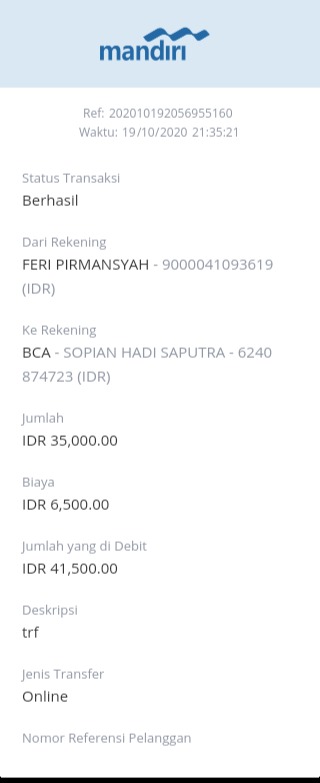 mandiri
Ref: 202010192056955160
Waktu: 19/10/2020 21:35:21
Status Transaksi
Berhasil
Dari Rekening
FERI PIRMANSYAH - 9000041093619
(IDR)
Ke Rekening
BCA - SOPIAN HADI SAPUTRA - 6240
874723 (IDR)
Jumlah
IDR 35,000.00
Biaya
IDR 6,500.00
Jumlah yang di Debit
IDR 41,500.00
Deskripsi
trf
Jenis Transfer
Online
Nomor Referensi Pelanggan